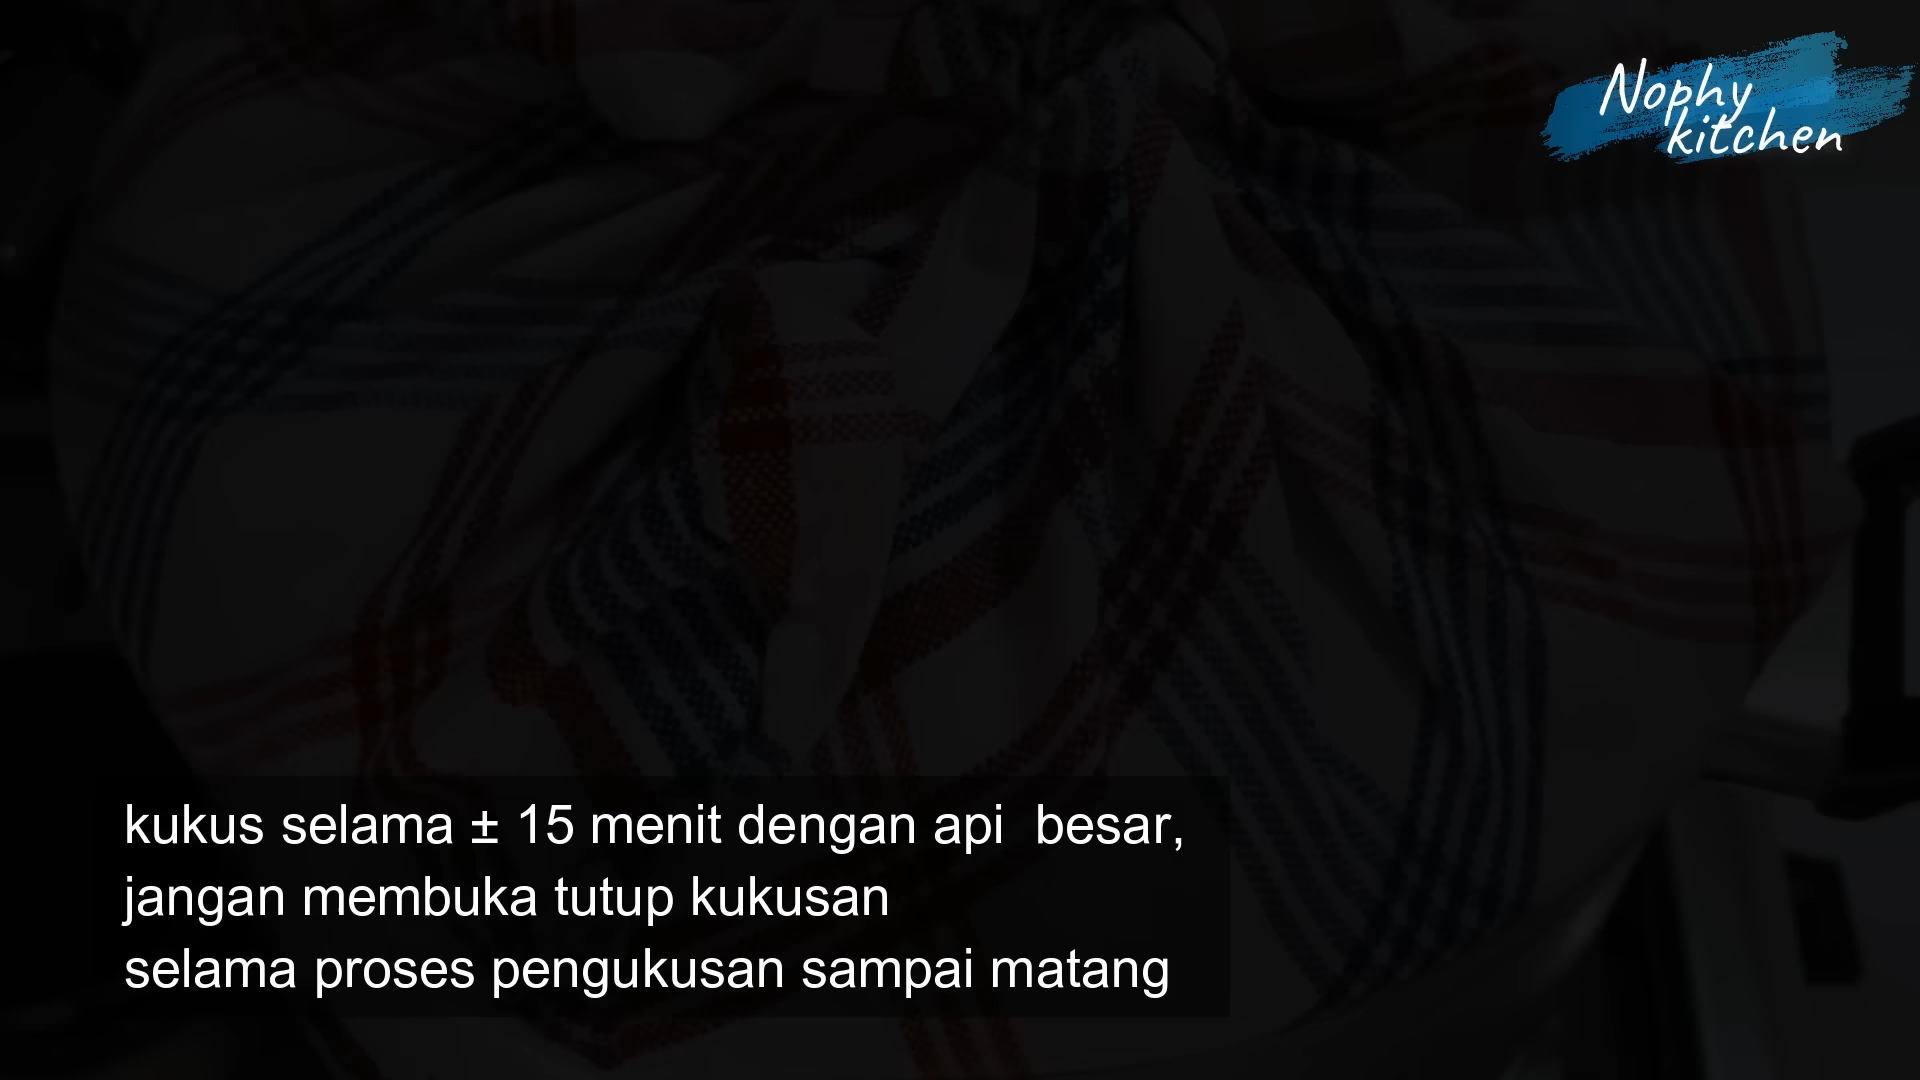 Nophy
kitchen
kukus selama ± 15 menit dengan api  besar,
jangan membuka tutup kukusan
selama proses pengukusan sampai matang